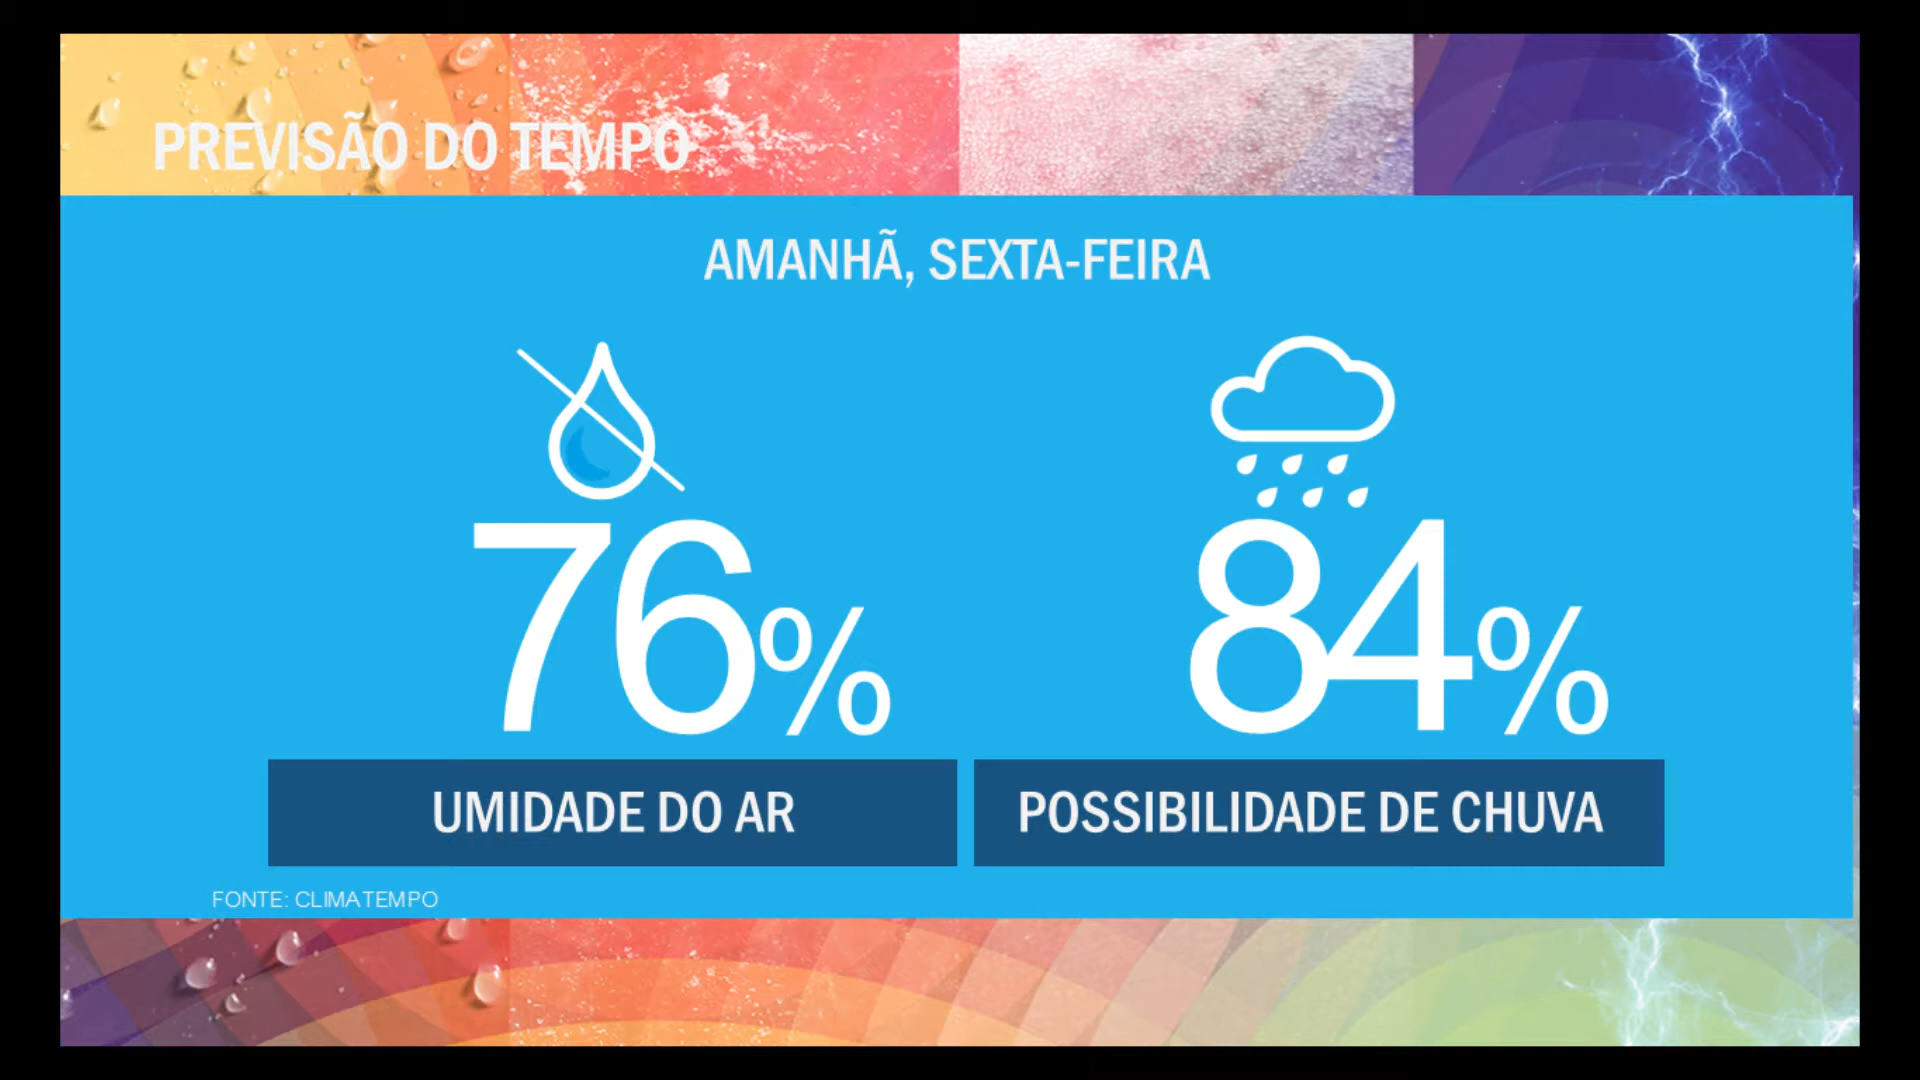 PREVISÃO DO TEMPO
AMANHÃ, SEXTA-FEIRA
76% 84%
UMIDADE DO AR POSSIBILIDADE DE CHUVA
FONTE: CLIMATEMPO